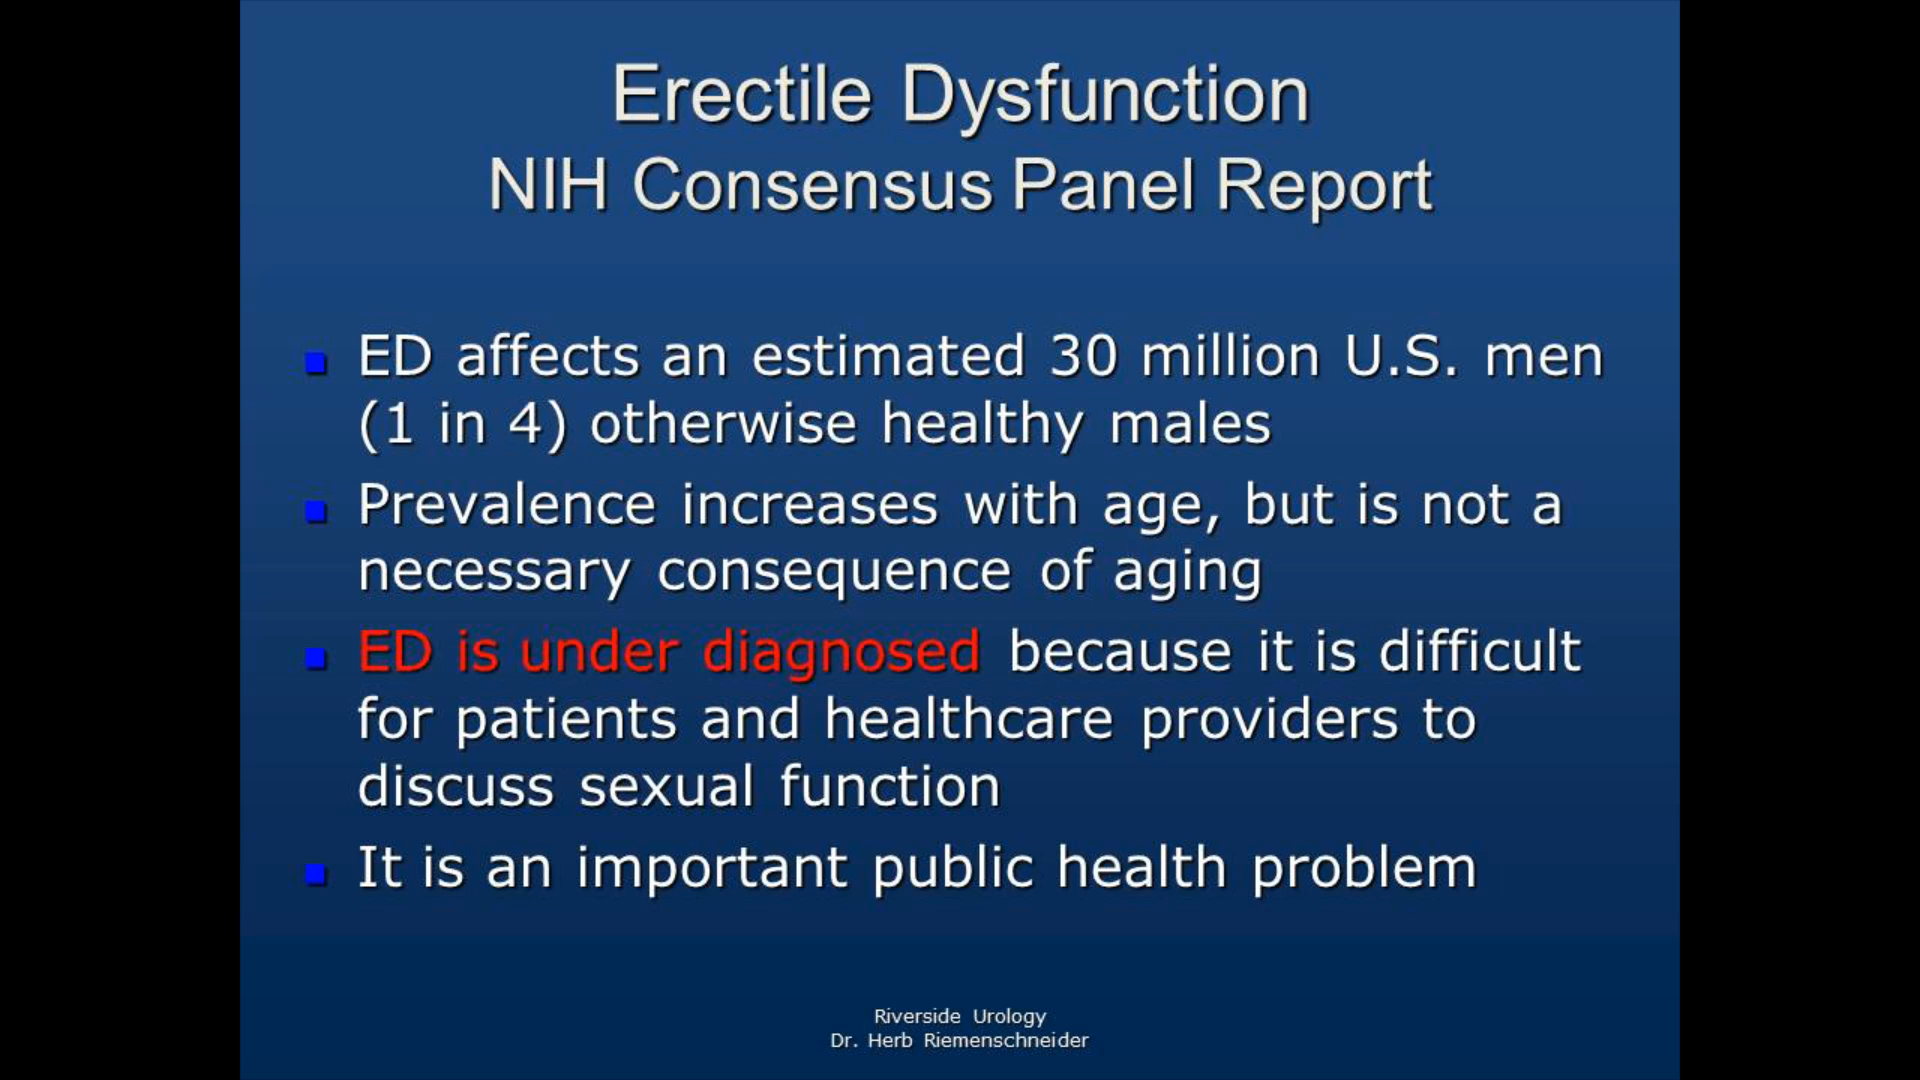 Erectile Dysfunction
NIH Consensus Panel Report
ED affects an estimated 30 million U.S. men
(1 in 4) otherwise healthy males
Prevalence increases with age, but is not a
necessary consequence of aging
ED is under diagnosed because it is difficult
for patients and healthcare providers to
discuss sexual function
It is an important public health problem
Riverside Urology
Dr. Herb Riemenschneider